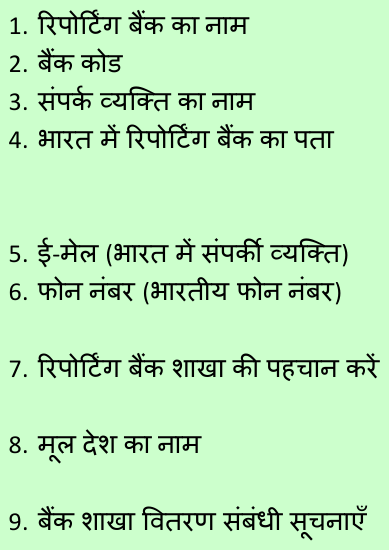 1. रिपोर्टिंग बैंक का नाम
2. बैंक कोड
3. संपर्क व्यक्ति का नाम
4. भारत में रिपोर्टिंग बैंक का पता
5. ई-मेल (भारत में संपर्की व्यक्ति)
6. फोन नंबर (भारतीय फोन नंबर)
7. रिपोर्टिंग बैंक शाखा की पहचान करें
8. मूल देश का नाम
9. बैंक शाखा वितरण संबंधी सूचनाएँ